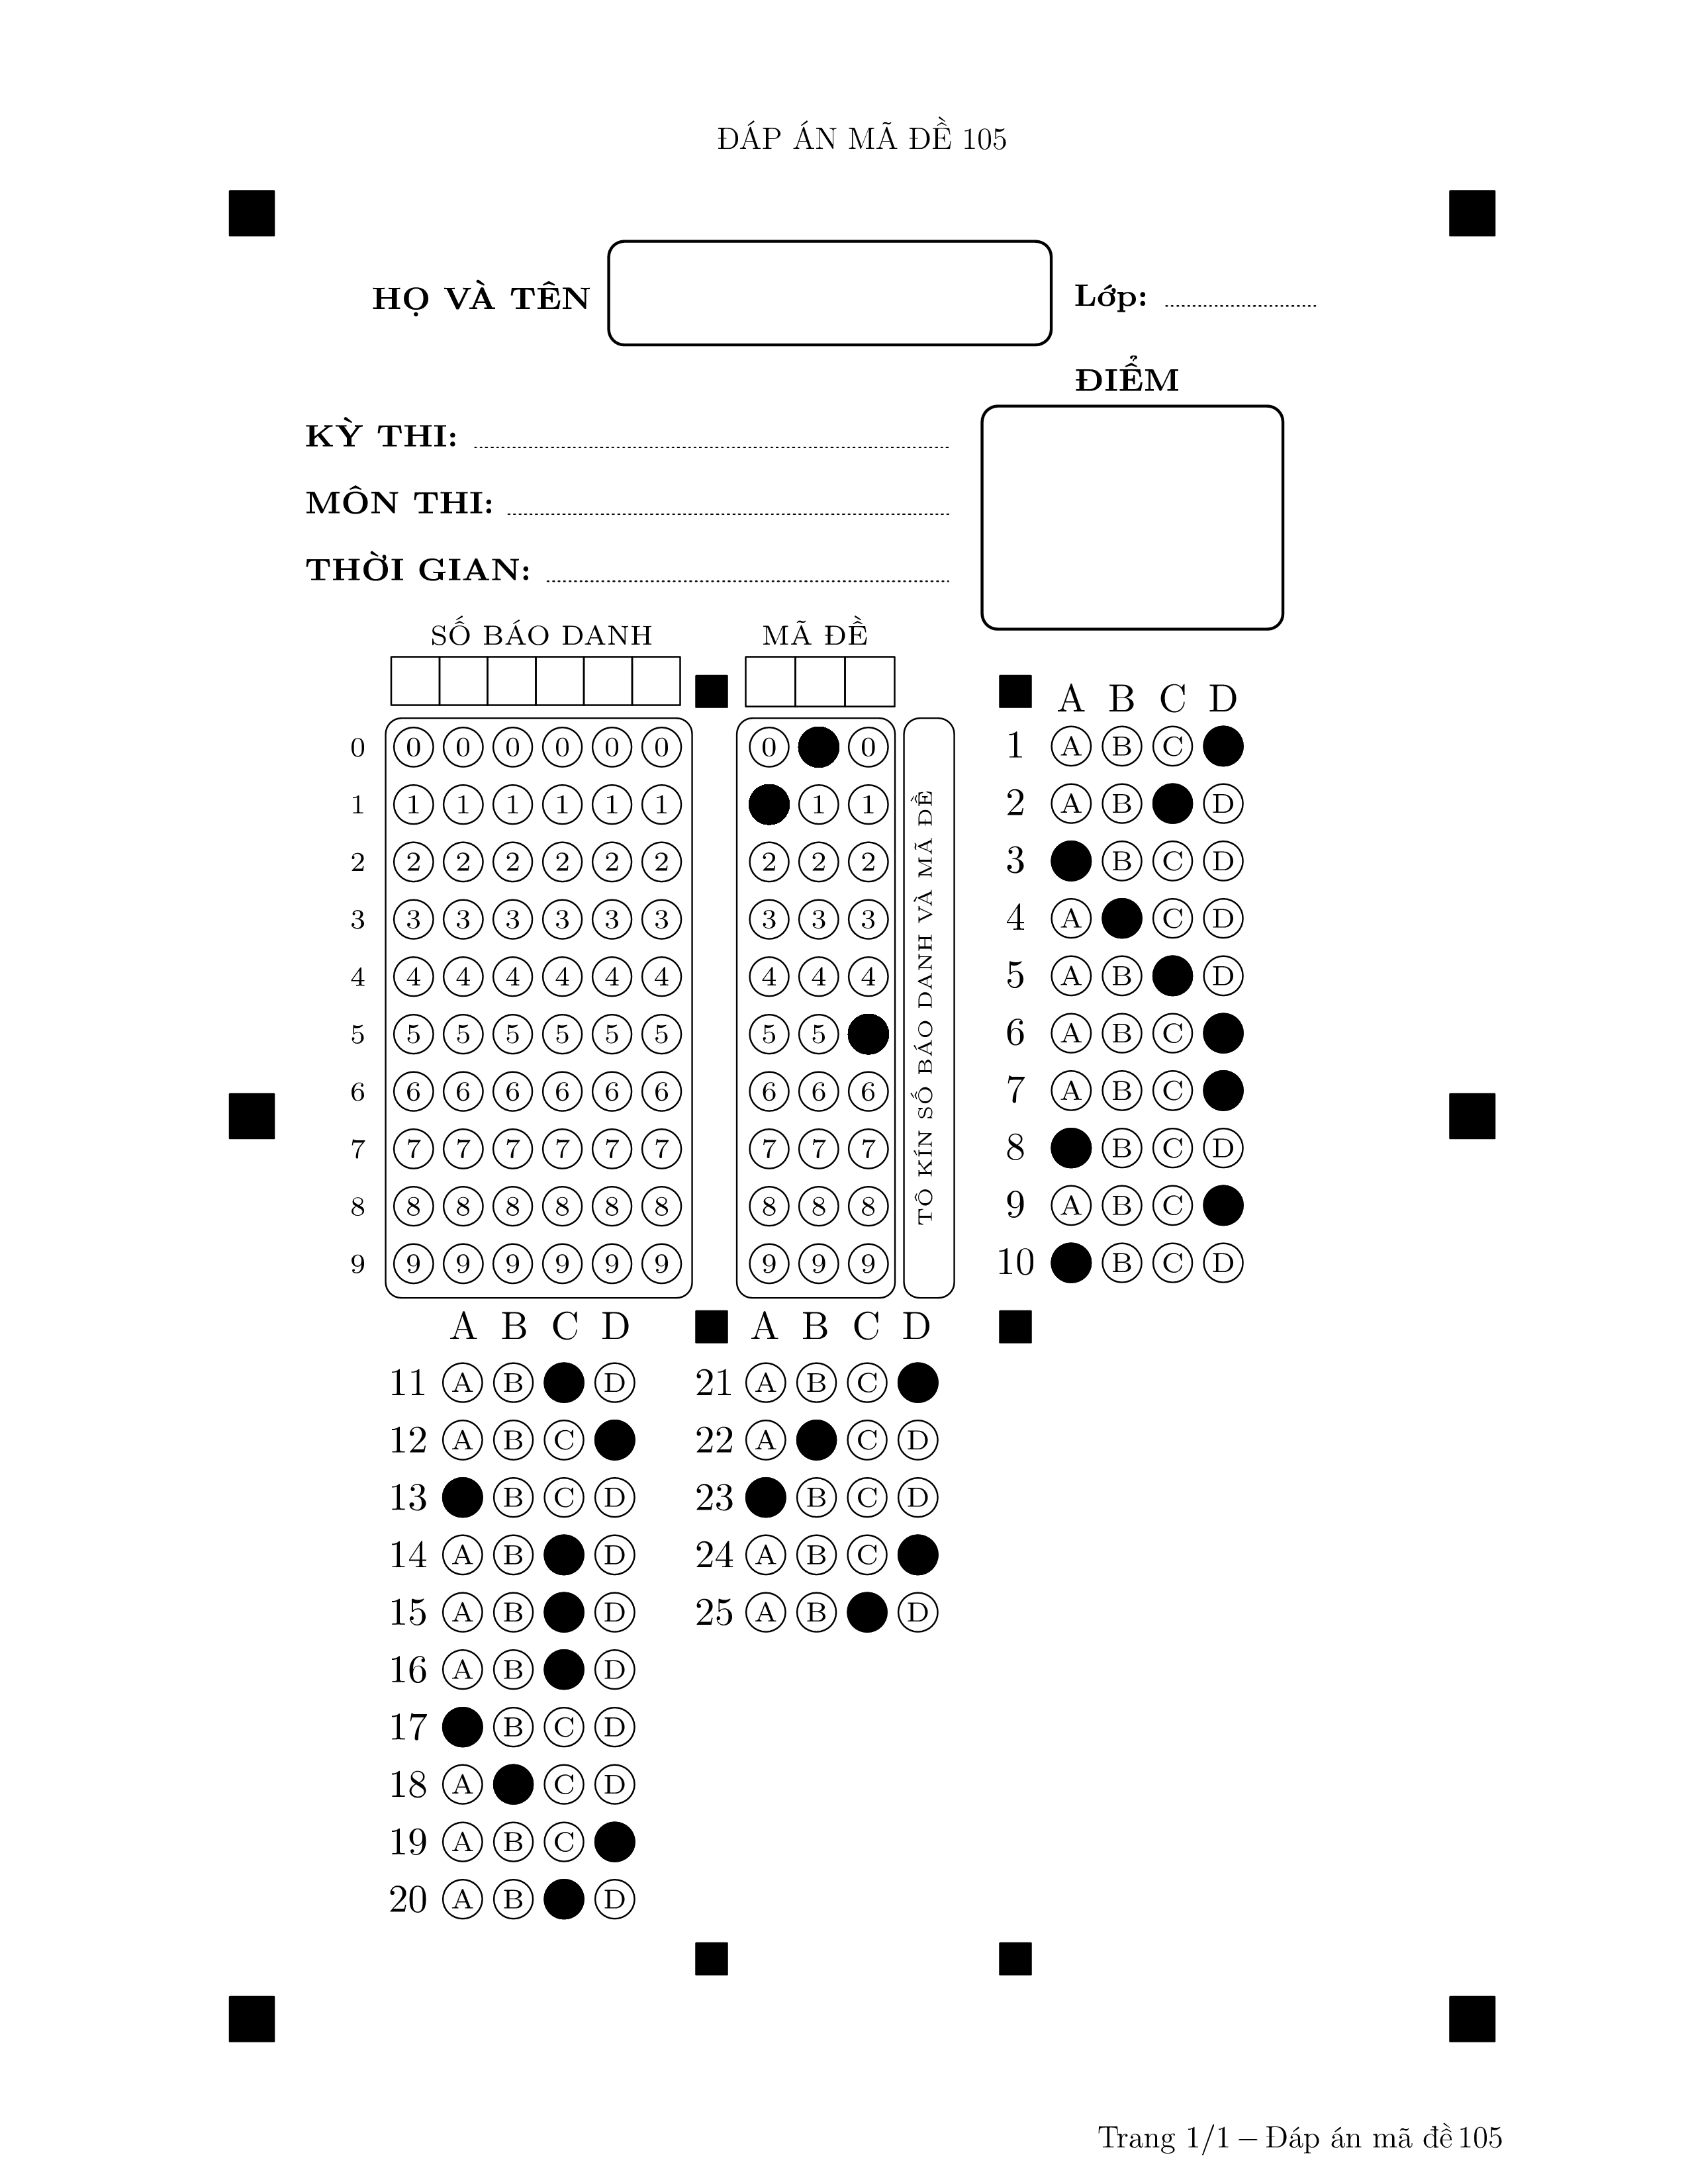 ĐÁP ÁN MÃ ĐỀ 105
HỌ VÀ TÊN
Lớp:
ĐIỂM
KỲ THI:
MÔN THI:
THỜI GIAN:
SỐ BÁO DANH MÃ ĐỀ
A B C D
0 0 0 0 0 0 0 0 0 1 A B C
1 1 1 1 1 1 1 1 1 2 A B D
2 2 2 2 2 2 2 2 2 2 3 B C D
3 3 3 3 3 3 3 3 3 3 4 A C D
4 4 4 4 4 4 4 4 4 4 5 A B D
5 5 5 5 5 5 5 5 5 6 A B C
6 6 6 6 6 6 6 6 6 6 7 A B C
7 7 7 7 7 7 7 7 7 7 8 B C D
8 8 8 8 8 8 8 8 8 8 9 A B C
9 9 9 9 9 9 9 9 9 9 10 B C D
TÔ KÍN SỐ BÁO DANH VÀ MÃ ĐỀ
A B C D A B C D
11 A B D 21 A B C
12 A B C 22 A C D
13 B C D 23 B C D
14 A B D 24 A B C
15 A B D 25 A B D
16 A B D
17 B C D
18 A C D
19 A B C
20 A B D
Trang 1/1 – Đáp án mã đề 105